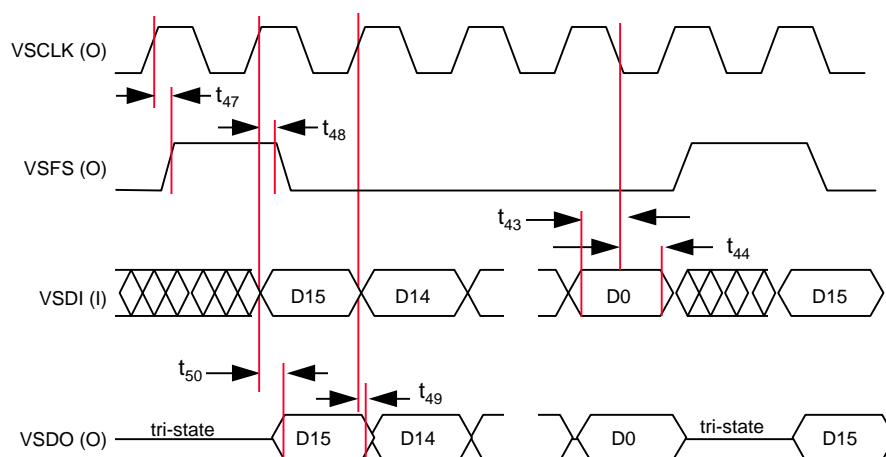 VSCLK (O)
t47
t48
VSFS (O)
t43
t44
VSDI (I)
D15
D14
D0
D15
t50
t49
VSDO (O)
tri-state
D15
D14
D0
tri-state
D15